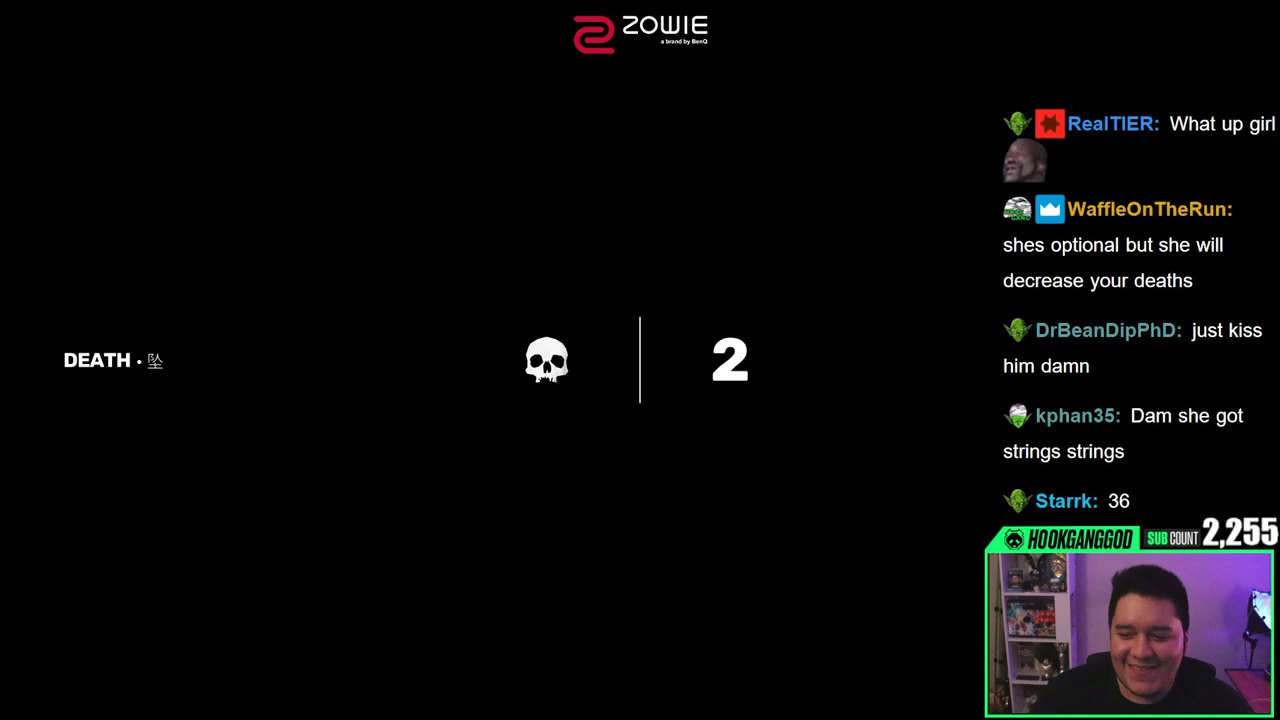 ZOWIE
a brand by BenQ
RealTIER: What up girl
WaffleOnTheRun:
shes optional but she will
decrease your deaths
DrBeanDipPhD: just kiss
him damn
DEATH • 坠
2
kphan35: Dam she got
strings strings
Starrk: 36
HOOKGANGGOD SUB COUNT 2,255